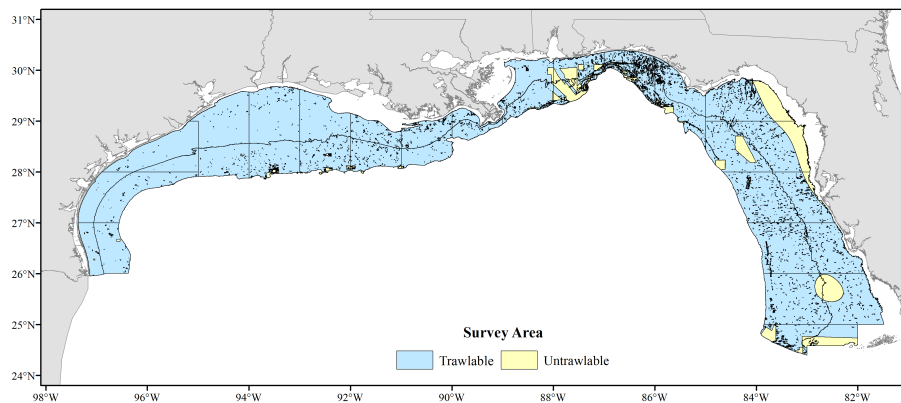 31°N
30°N
29°N
28°N
27°N
26°N
25°N
24°N
Survey Area
Trawlable
Untrawlable
98°W
96°W
94°W
92°W
90°W
88°W
86°W
84°W
82°W